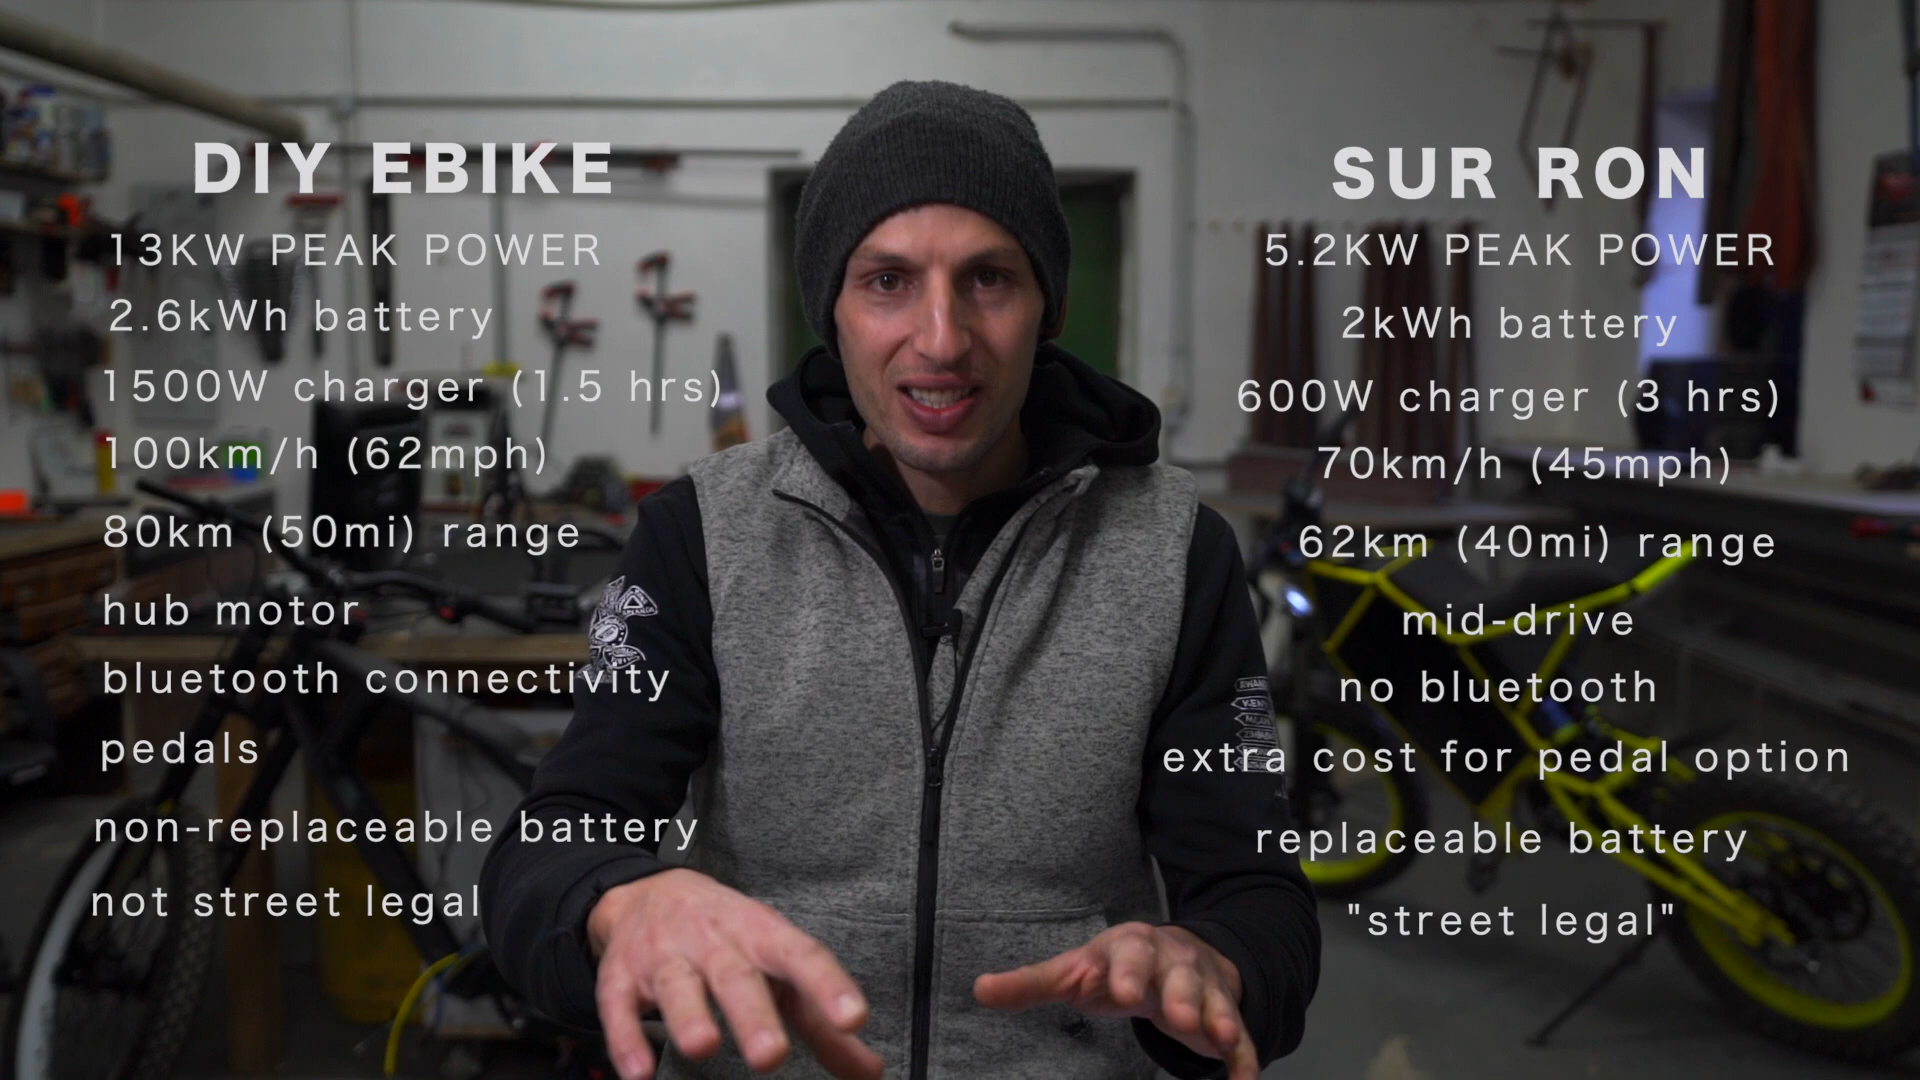 DIY EBIKE
13KW PEAK POWER
2.6kWh battery
1500W charger (1.5 hrs)
100km/h (62mph)
80km (50mi) range
hub motor
bluetooth connectivity
pedals
non-replaceable battery
not street legal
SUR RON
5.2KW PEAK POWER
2kWh battery
600W charger (3 hrs)
70km/h (45mph)
62km (40mi) range
mid-drive
no bluetooth
extra cost for pedal option
replaceable battery
"street legal"